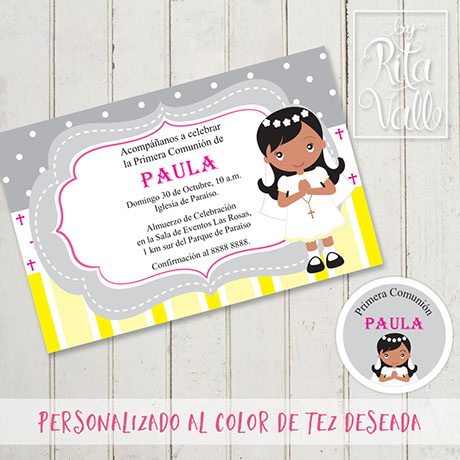 by
Rita
Valle
Acompáñanos a celebrar
la Primera Comunión de
PAULA
Domingo 30 de Octubre, 10 a.m.
Iglesia de Paraíso.
Almuerzo de Celebración
en la Sala de Eventos Las Rosas,
1 km sur del Parque de Paraíso
Confirmación al 8888 8888.
Primera Comunión
PAULA
PERSONALIZADO AL COLOR DE TEZ DESEADA